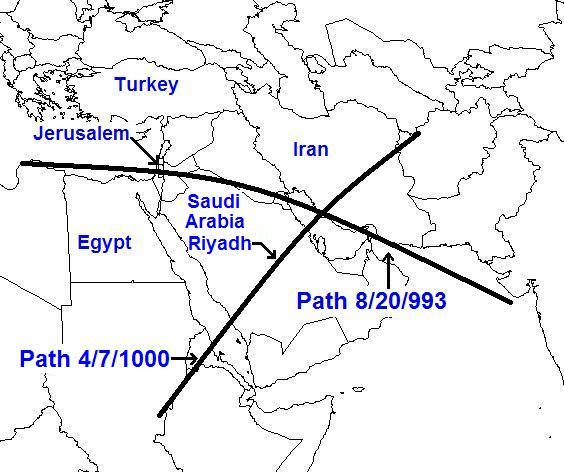 Turkey
Jerusalem
Iran
Saudi
Arabia
Riyadh
Egypt
Path 8/20/993
Path 4/7/1000